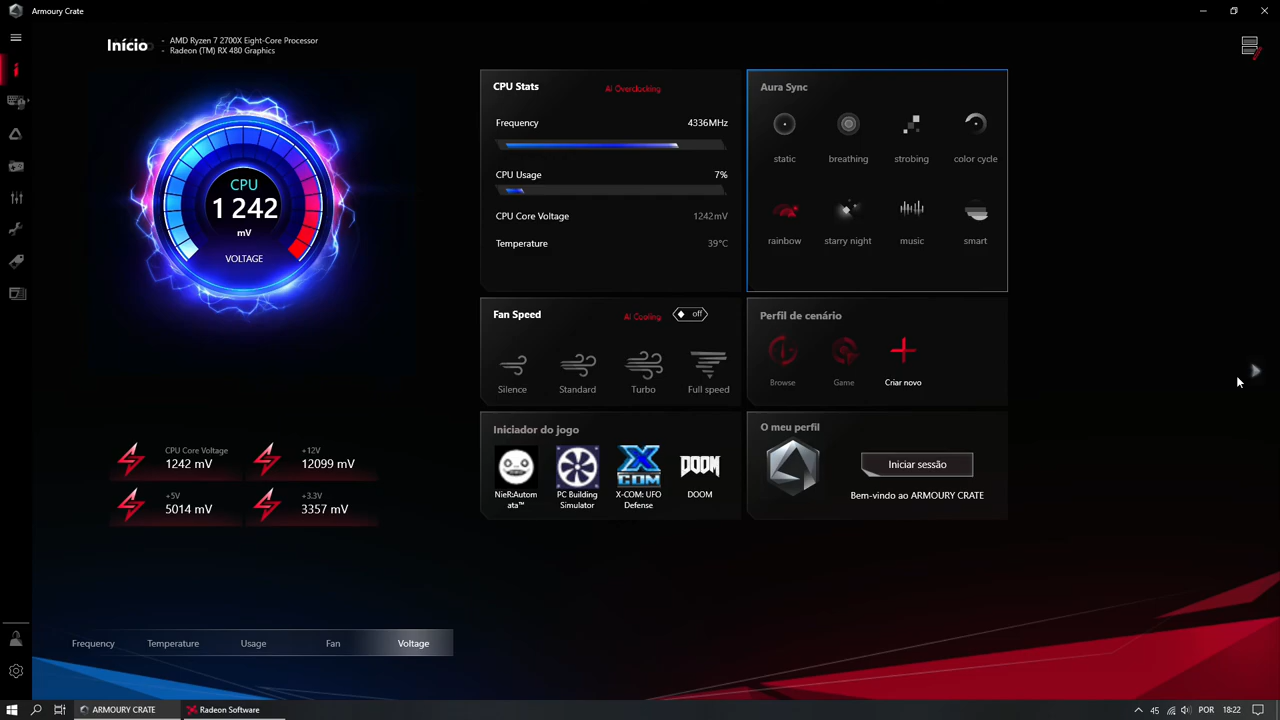 Armoury Crate
Início
AMD Ryzen 7 2700X Eight-Core Processor
Radeon (TM) RX 480 Graphics
CPU
1 242
mV
VOLTAGE
CPU Core Voltage
1242 mV
+12V
12099 mV
+5V
5014 mV
+3.3V
3357 mV
Frequency
Temperature
Usage
Fan
Voltage
CPU Stats
AI Overclocking
Frequency
4336MHz
CPU Usage
7%
CPU Core Voltage
1242mV
Temperature
39°C
Aura Sync
static
breathing
strobing
color cycle
rainbow
starry night
music
smart
Fan Speed
AI Cooling
off
Silence
Standard
Turbo
Full speed
Perfil de cenário
Browse
Game
Criar novo
Iniciador do jogo
NieR:Autom
ata™
PC Building
Simulator
X COM
X-COM: UFO
Defense
DOOM
DOOM
O meu perfil
Iniciar sessão
Bem-vindo ao ARMOURY CRATE
ARMOURY CRATE
Radeon Software
45
POR
18:22